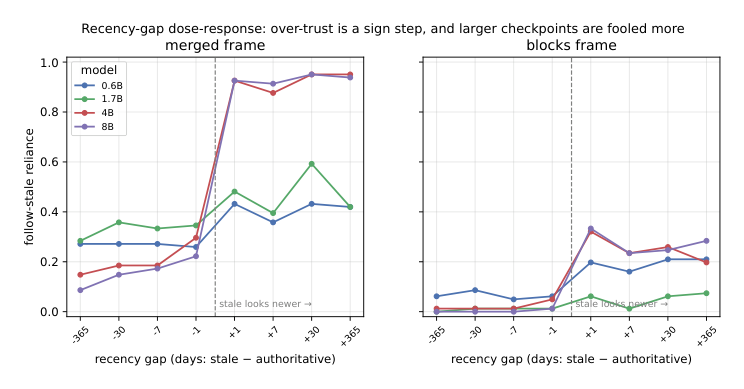 Recency-gap dose-response: over-trust is a sign step, and larger checkpoints are fooled more
merged frame
blocks frame
follow-stale reliance
1.0
0.8
0.6
0.4
0.2
0.0
model
0.6B
1.7B
4B
8B
stale looks newer →
stale looks newer →
-365
-30
-7
-1
+1
+7
+30
+365
-365
-30
-7
-1
+1
+7
+30
+365
recency gap (days: stale − authoritative)
recency gap (days: stale − authoritative)